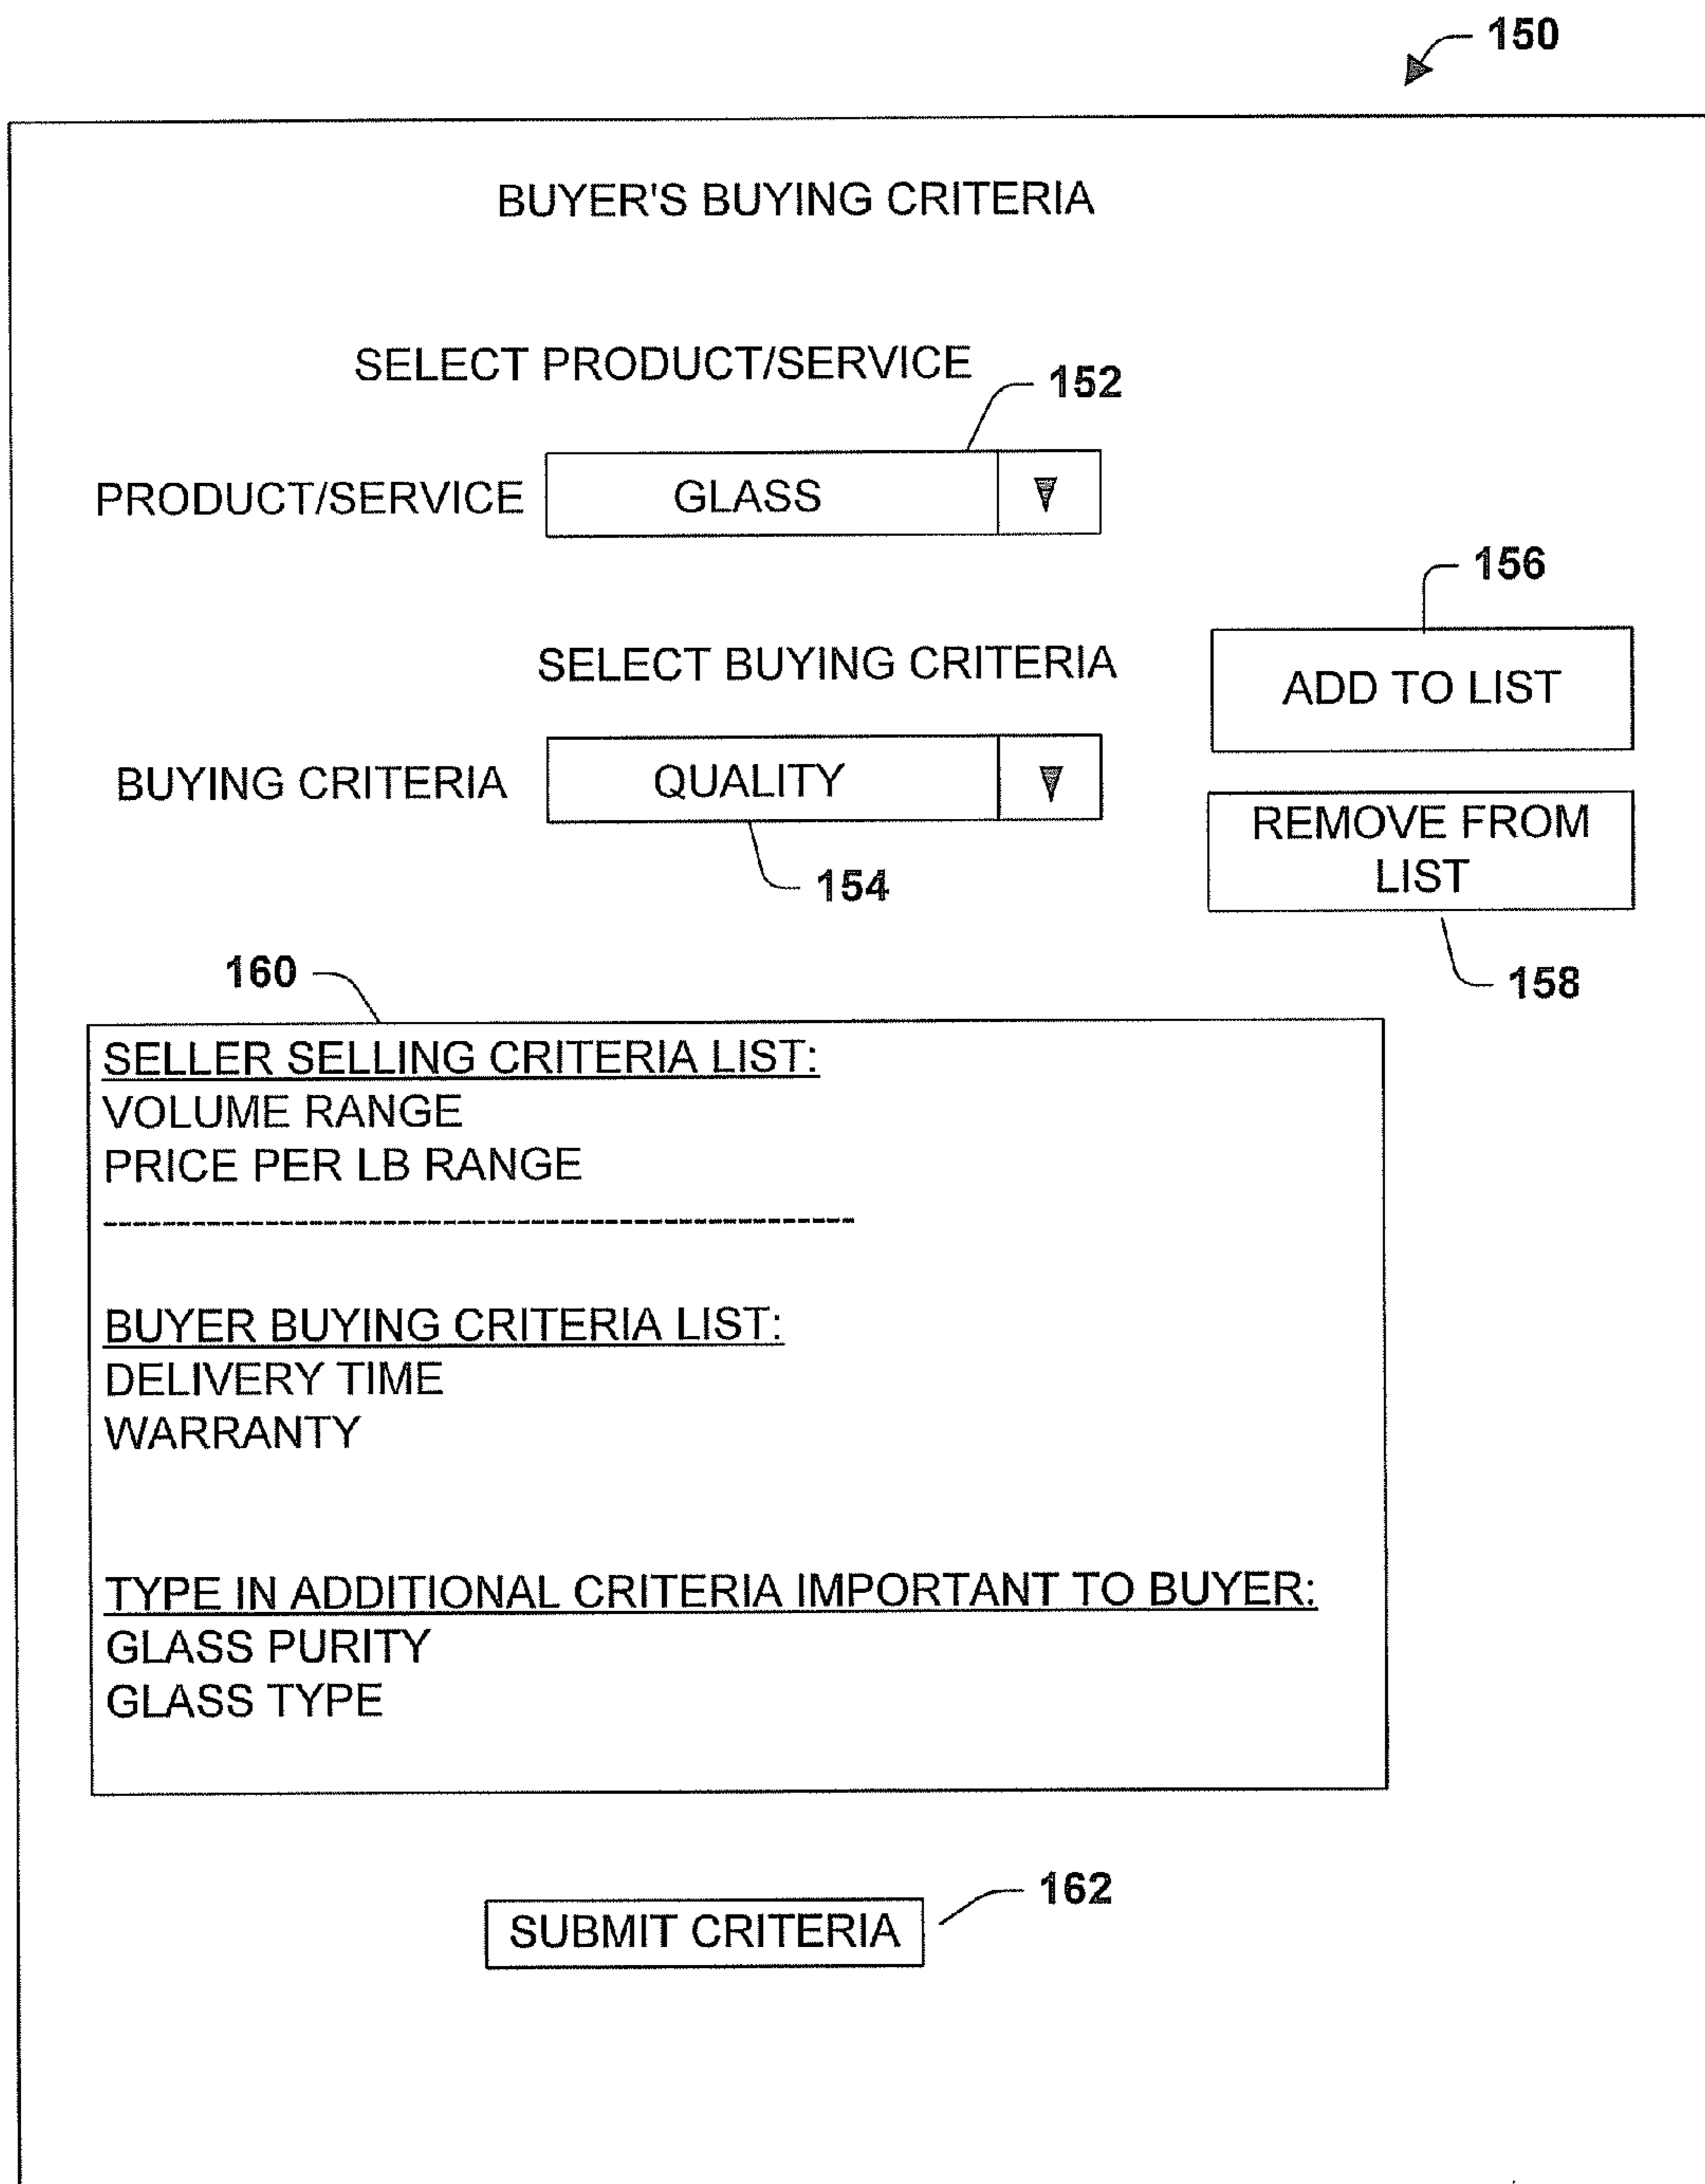 150
BUYER'S BUYING CRITERIA
SELECT PRODUCT/SERVICE
152
PRODUCT/SERVICE
GLASS
156
SELECT BUYING CRITERIA
ADD TO LIST
BUYING CRITERIA
QUALITY
REMOVE FROM
LIST
154
160
158
SELLER SELLING CRITERIA LIST:
VOLUME RANGE
PRICE PER LB RANGE
---------------------------------------------------
BUYER BUYING CRITERIA LIST:
DELIVERY TIME
WARRANTY
TYPE IN ADDITIONAL CRITERIA IMPORTANT TO BUYER:
GLASS PURITY
GLASS TYPE
162
SUBMIT CRITERIA